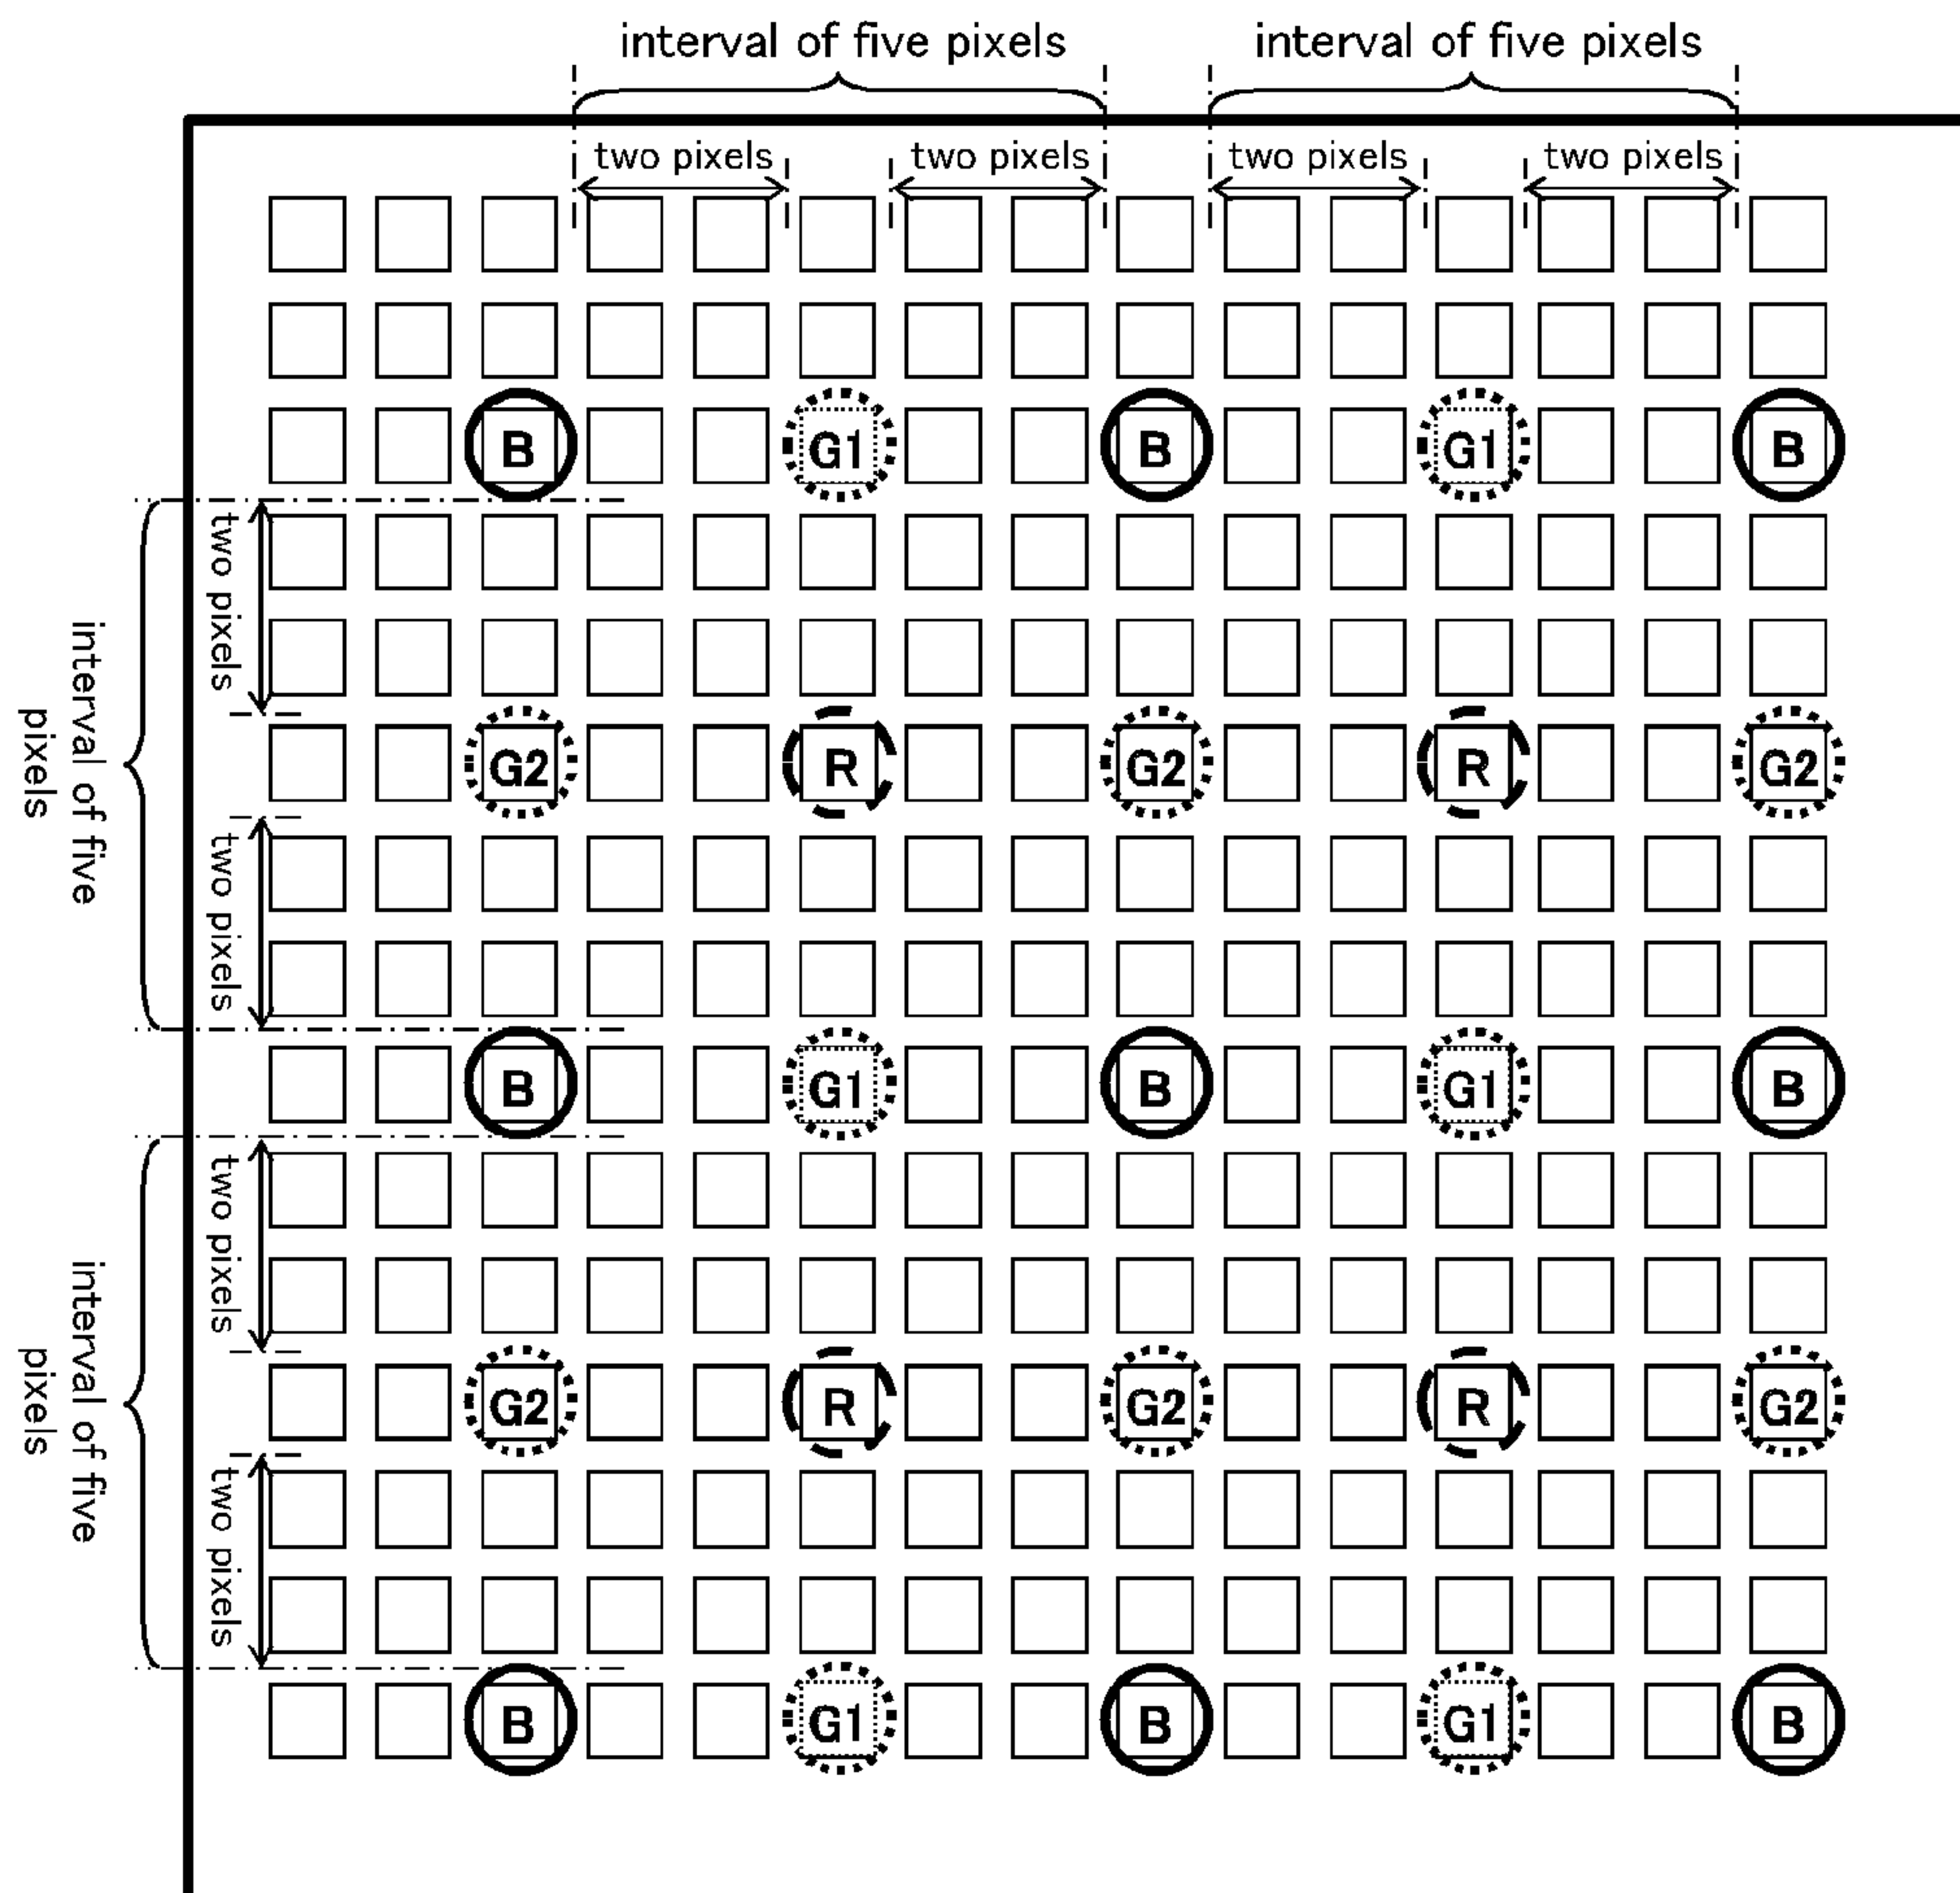 interval of five pixels interval of five pixels
two pixels two pixels two pixels two pixels
B G1 B G1 B
two pixels
interval of five
pixels
G2 R G2 R G2
two pixels
B G1 B G1 B
two pixels
interval of five
pixels
G2 R G2 R G2
two pixels
B G1 B G1 B